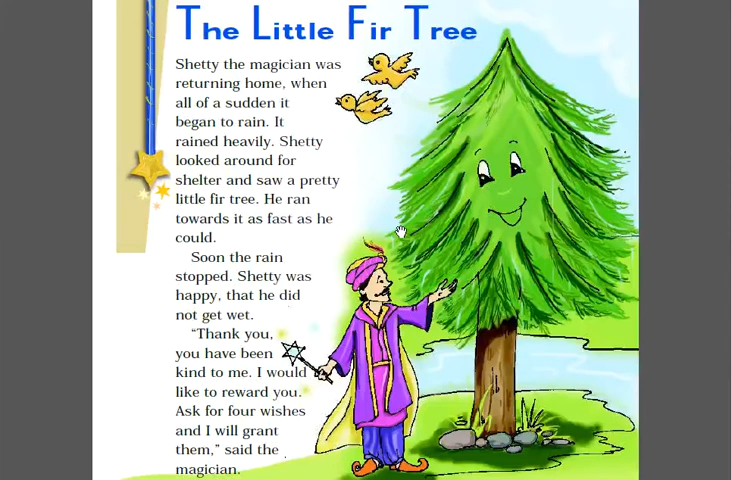 The Little Fir Tree
Shetty the magician was
returning home, when
all of a sudden it
began to rain. It
rained heavily. Shetty
looked around for
shelter and saw a pretty
little fir tree. He ran
towards it as fast as he
could.
Soon the rain
stopped. Shetty was
happy, that he did
not get wet.
“Thank you,
you have been
kind to me. I would
like to reward you.
Ask for four wishes
and I will grant
them,” said the
magician.